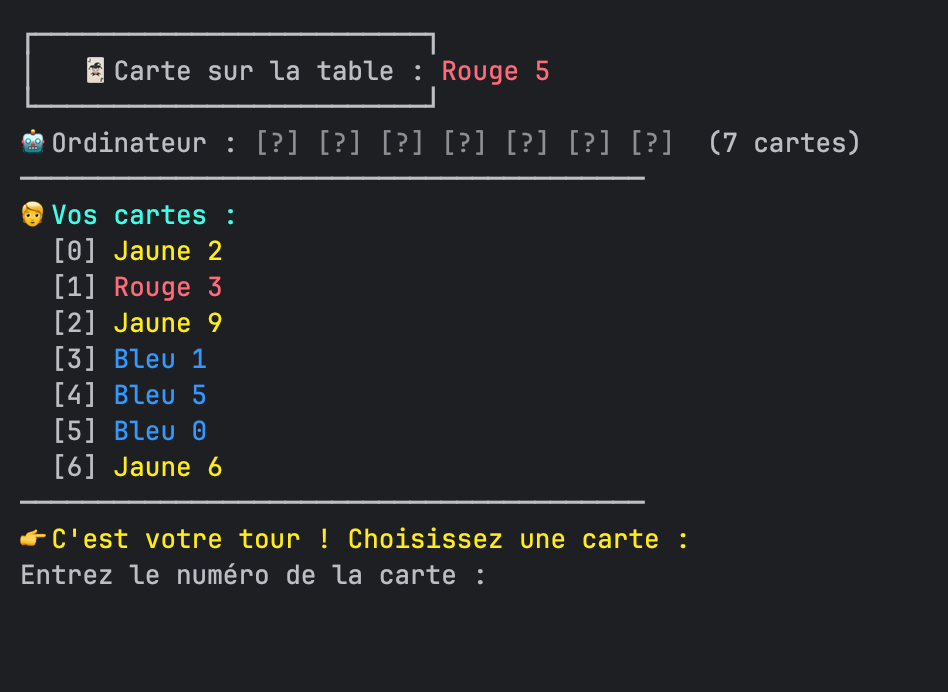 🃏 Carte sur la table : Rouge 5
🤖 Ordinateur : [?] [?] [?] [?] [?] [?] [?] (7 cartes)
🧑 Vos cartes :
[0] Jaune 2
[1] Rouge 3
[2] Jaune 9
[3] Bleu 1
[4] Bleu 5
[5] Bleu 0
[6] Jaune 6
👉 C'est votre tour ! Choisissez une carte :
Entrez le numéro de la carte :